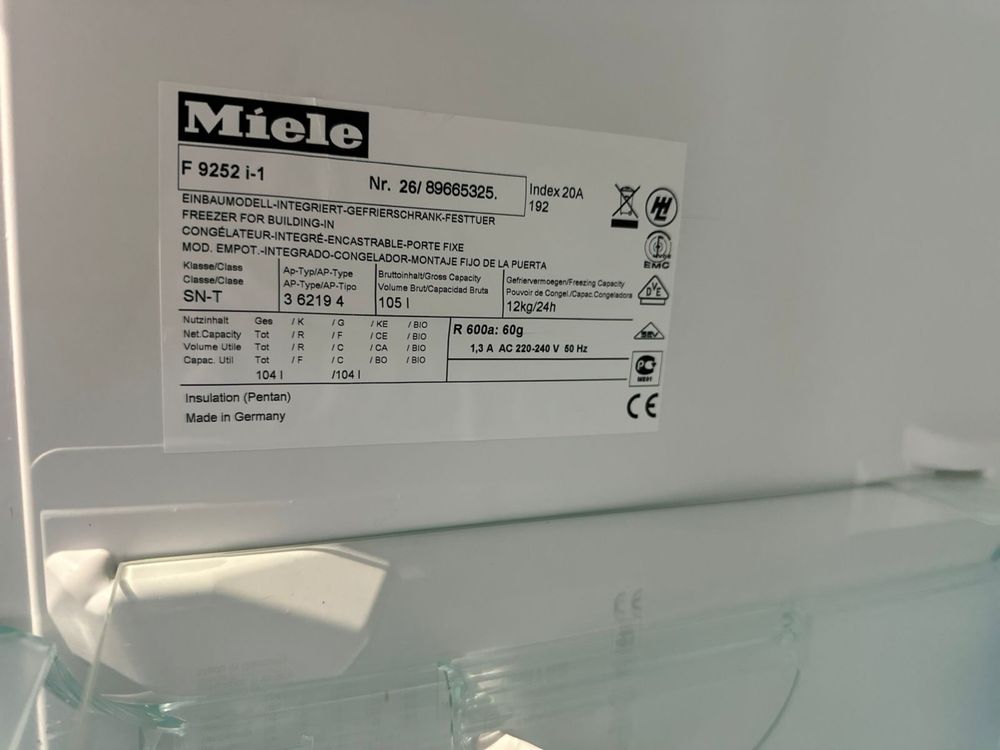 Miele
F 9252 i-1
Nr. 26/ 89665325.
Index 20A
192
EINBAUMODELL-INTEGRIERT-GEFRIERSCHRANK-FESTTUER
FREEZER FOR BUILDING-IN
CONGÉLATEUR-INTEGRÉ-ENCASTRABLE-PORTE FIXE
MOD. EMPOT.-INTEGRADO-CONGELADOR-MONTAJE FIJO DE LA PUERTA
Klasse/Class
Classe/Clase
SN-T
Ap-Typ/AP-Type
AP-Type/AP-Tipo
3 6219 4
Bruttoinhalt/Gross Capacity
Volume Brut/Capacidad Bruta
105 l
Gefriervermoegen/Freezing Capacity
Pouvoir de Congel./Capac.Congeladora
12kg/24h
Nutzinhalt Ges / K / G / KE / BIO
Net.Capacity Tot / R / F / CE / BIO
Volume Utile Tot / R / C / CA / BIO
Capac. Util Tot / F / C / BO / BIO
104 l /104 l
R 600a: 60g
1,3 A AC 220-240 V 50 Hz
Insulation (Pentan)
Made in Germany
EMC
DVE
SEV
ME01
CE